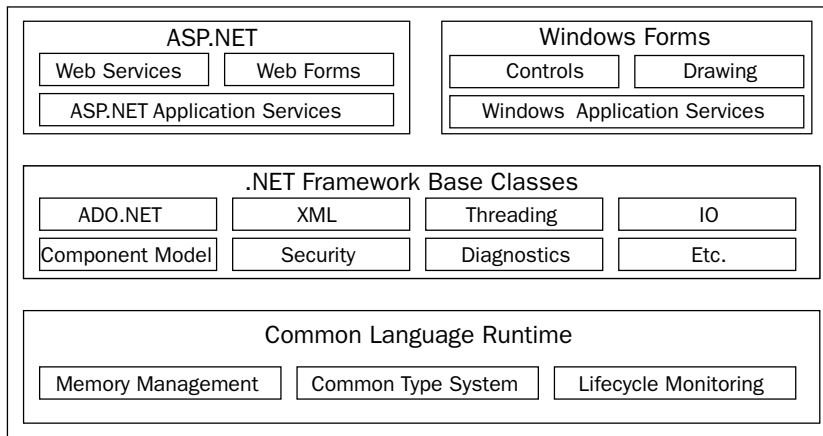 ASP.NET
Web Services
Web Forms
ASP.NET Application Services
Windows Forms
Controls
Drawing
Windows Application Services
.NET Framework Base Classes
ADO.NET
XML
Threading
IO
Component Model
Security
Diagnostics
Etc.
Common Language Runtime
Memory Management
Common Type System
Lifecycle Monitoring